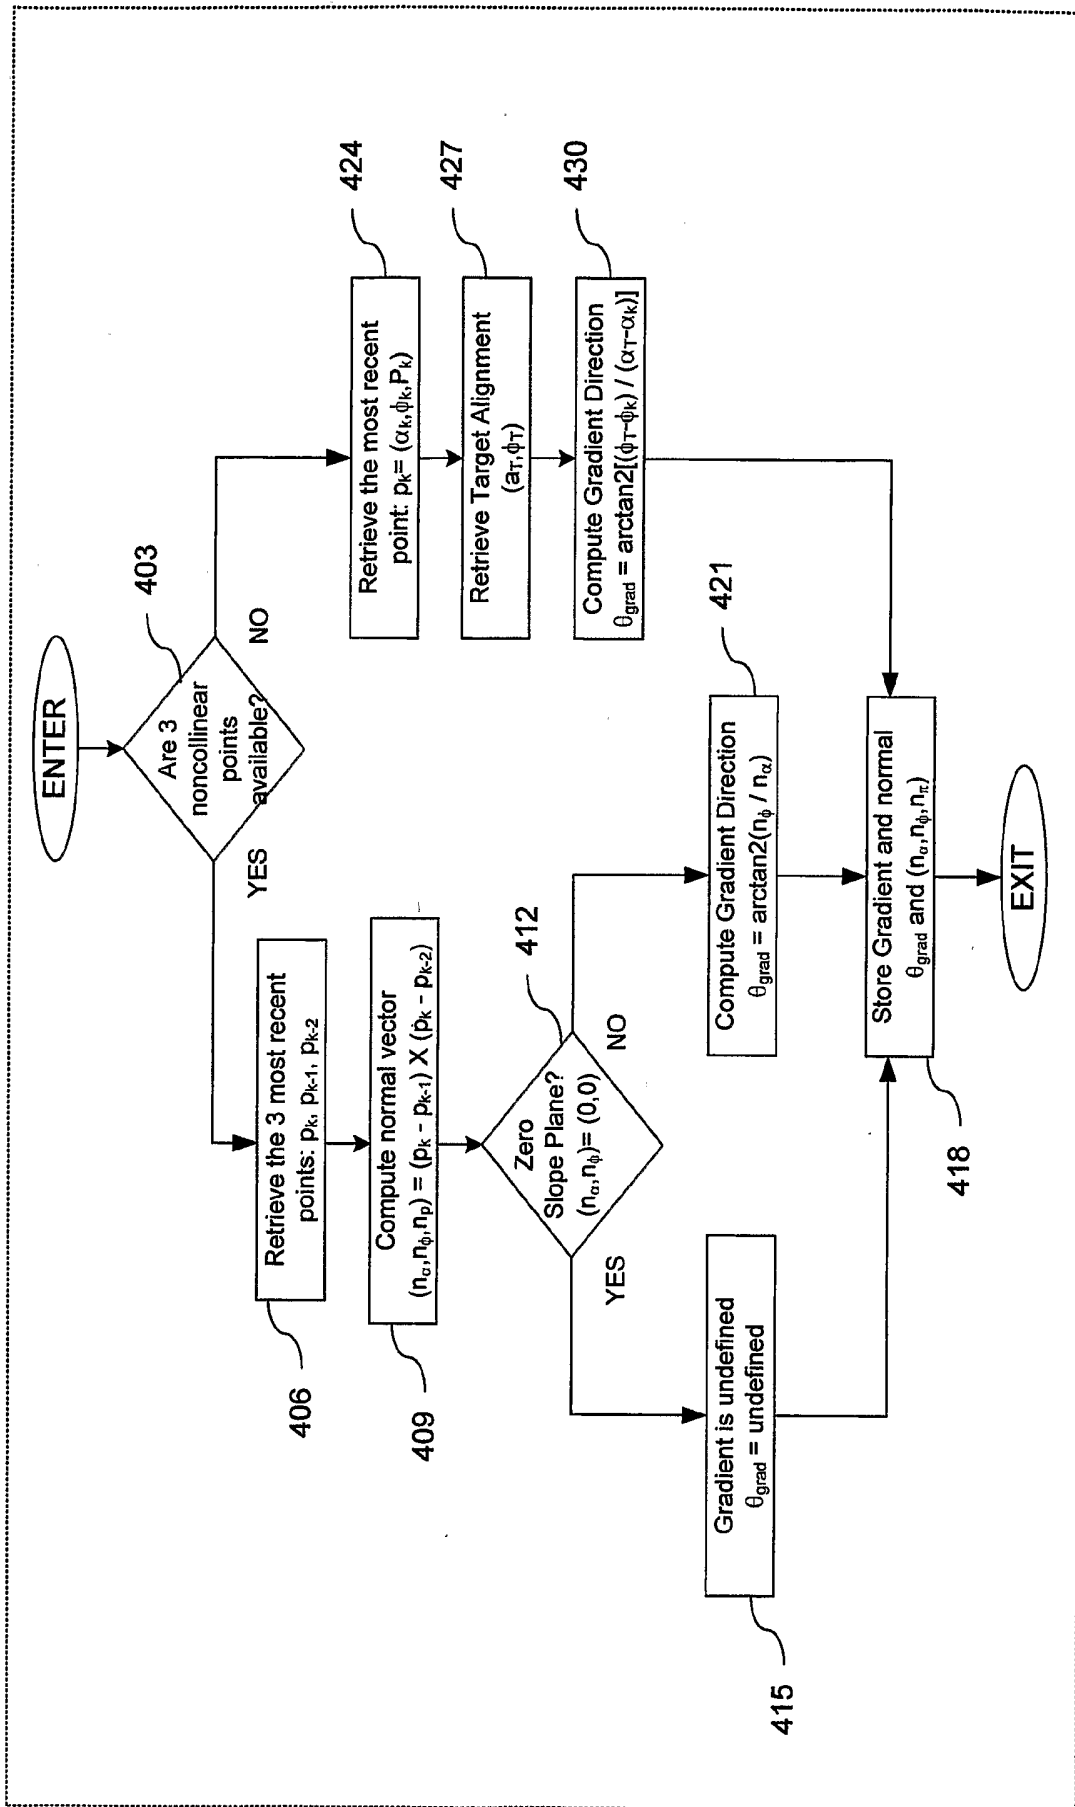 ENTER
403
Are 3
noncollinear
points
available?
YES
NO
406
Retrieve the 3 most recent
points: pk, pk-1, pk-2
409
Compute normal vector
(nα,nϕ,np) = (pk - pk-1) X (pk - pk-2)
412
Zero
Slope Plane?
(nα,nϕ)= (0,0)
YES
NO
415
Gradient is undefined
θgrad = undefined
421
Compute Gradient Direction
θgrad = arctan2(nϕ / nα)
424
Retrieve the most recent
point: pk= (αk,ϕk,Pk)
427
Retrieve Target Alignment
(aT,ϕT)
430
Compute Gradient Direction
θgrad = arctan2[(ϕT-ϕk) / (αT-αk)]
418
Store Gradient and normal
θgrad and (nα,nϕ,nπ)
EXIT